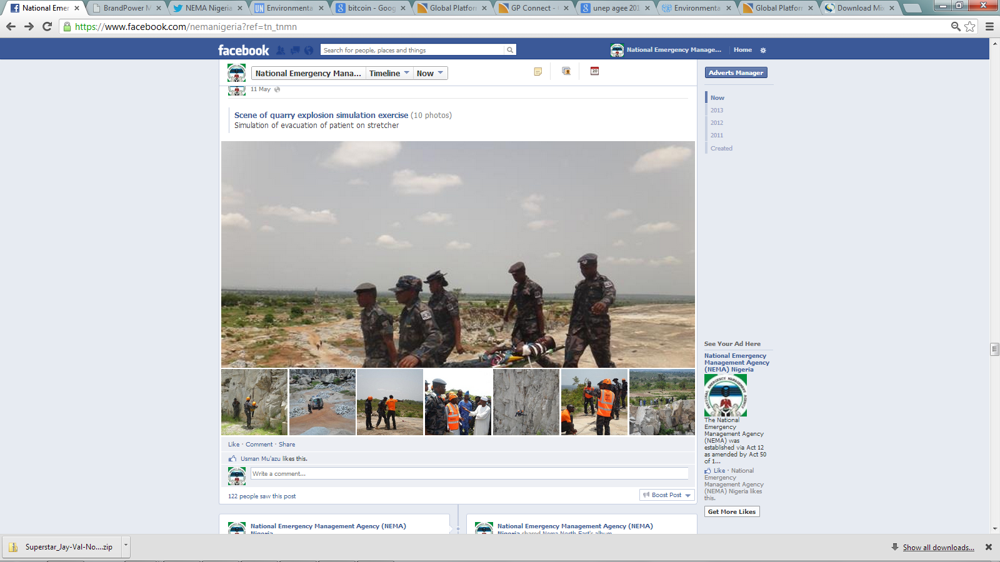 National Emer
BrandPower M
NEMA Nigeria
Environmenta
bitcoin - Goog
Global Platfor
GP Connect -
unep agee 201
Environmenta
Global Platfor
Download Mix
https://www.facebook.com/nemanigeria?ref=tn_tnmn
facebook
Search for people, places and things
National Emergency Manage...
Home
National Emergency Mana...
Timeline
Now
20
Adverts Manager
11 May
Now
2013
2012
2011
Created
Scene of quarry explosion simulation exercise (10 photos)
Simulation of evacuation of patient on stretcher
See Your Ad Here
National Emergency
Management Agency
(NEMA) Nigeria
The National
Emergency
Management Agency
(NEMA) was
established via Act 12
as amended by Act 50
of 1...
Like · National
Emergency
Management Agency
(NEMA) Nigeria likes
this.
Get More Likes
Like · Comment · Share
Usman Mu'azu likes this.
Write a comment...
122 people saw this post
Boost Post
National Emergency Management Agency (NEMA)
Nigeria
National Emergency Management Agency (NEMA)
Nigeria shared Nema North East's album
Superstar_Jay-Val-No....zip
Show all downloads...